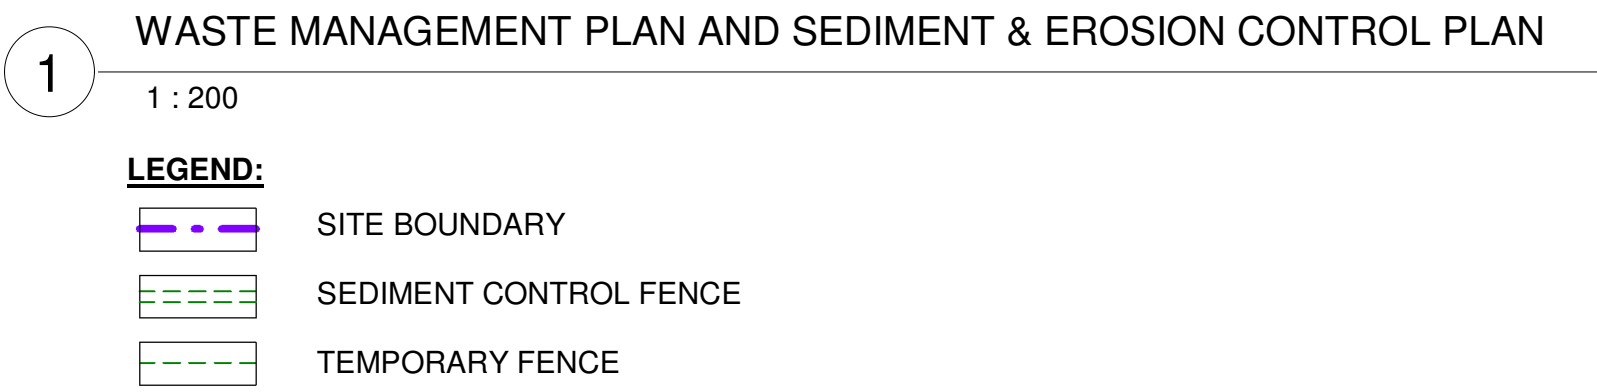 WASTE MANAGEMENT PLAN AND SEDIMENT & EROSION CONTROL PLAN
1
1 : 200
LEGEND:
SITE BOUNDARY
SEDIMENT CONTROL FENCE
TEMPORARY FENCE